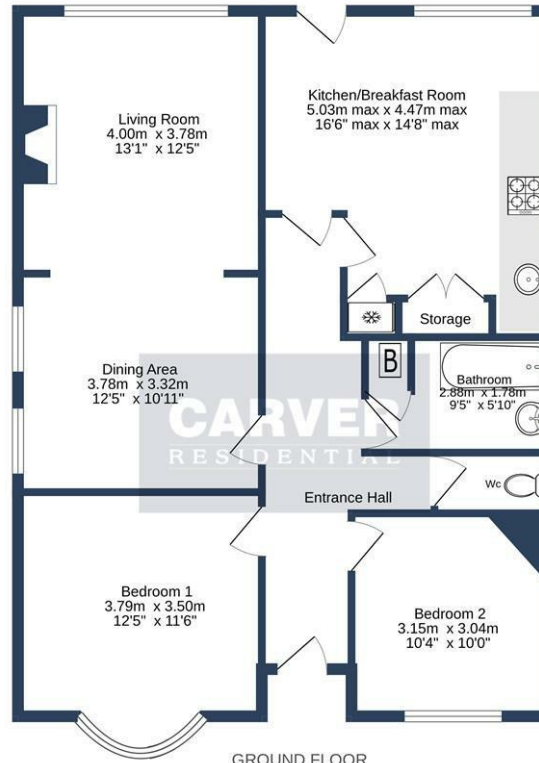 Living Room
4.00m x 3.78m
13'1" x 12'5"
Kitchen/Breakfast Room
5.03m max x 4.47m max
16'6" max x 14'8" max
Storage
Dining Area
3.78m x 3.32m
12'5" x 10'11"
B
Bathroom
2.88m x 1.78m
9'5" x 5'10"
CARVER
RESIDENTIAL
Entrance Hall
Wc
Bedroom 1
3.79m x 3.50m
12'5" x 11'6"
Bedroom 2
3.15m x 3.04m
10'4" x 10'0"
GROUND FLOOR